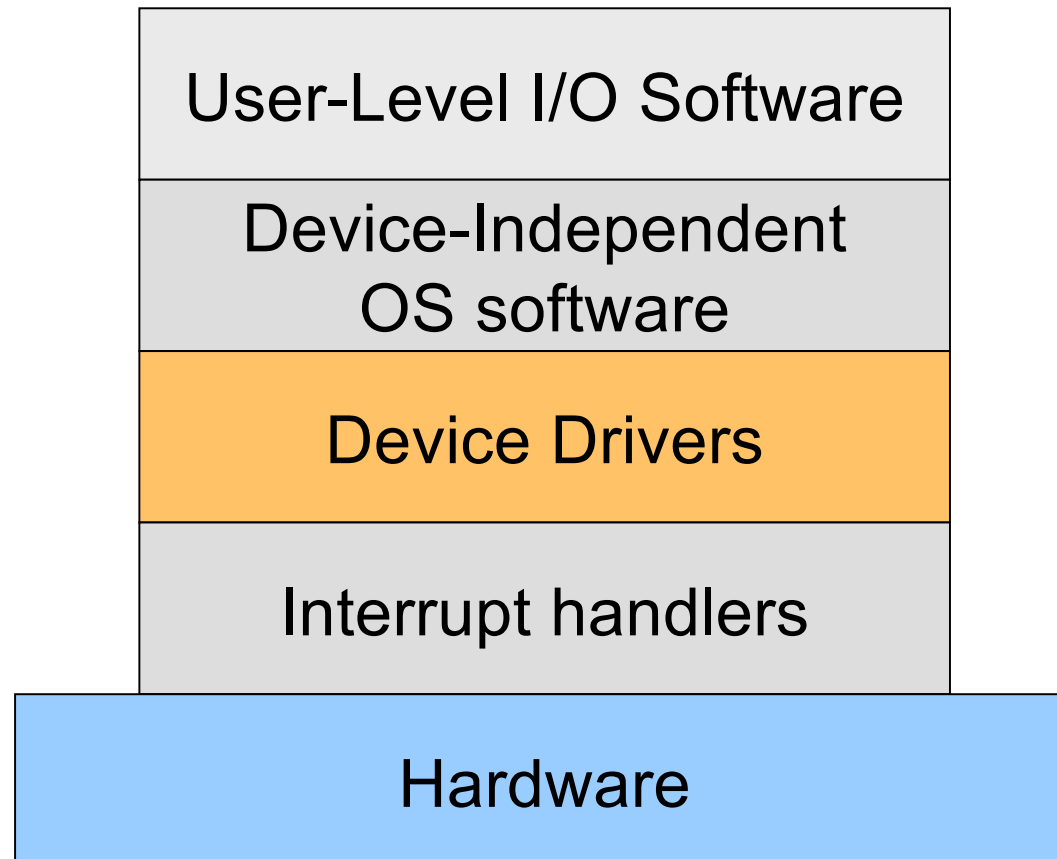 User-Level I/O Software
Device-Independent
OS software
Device Drivers
Interrupt handlers
Hardware